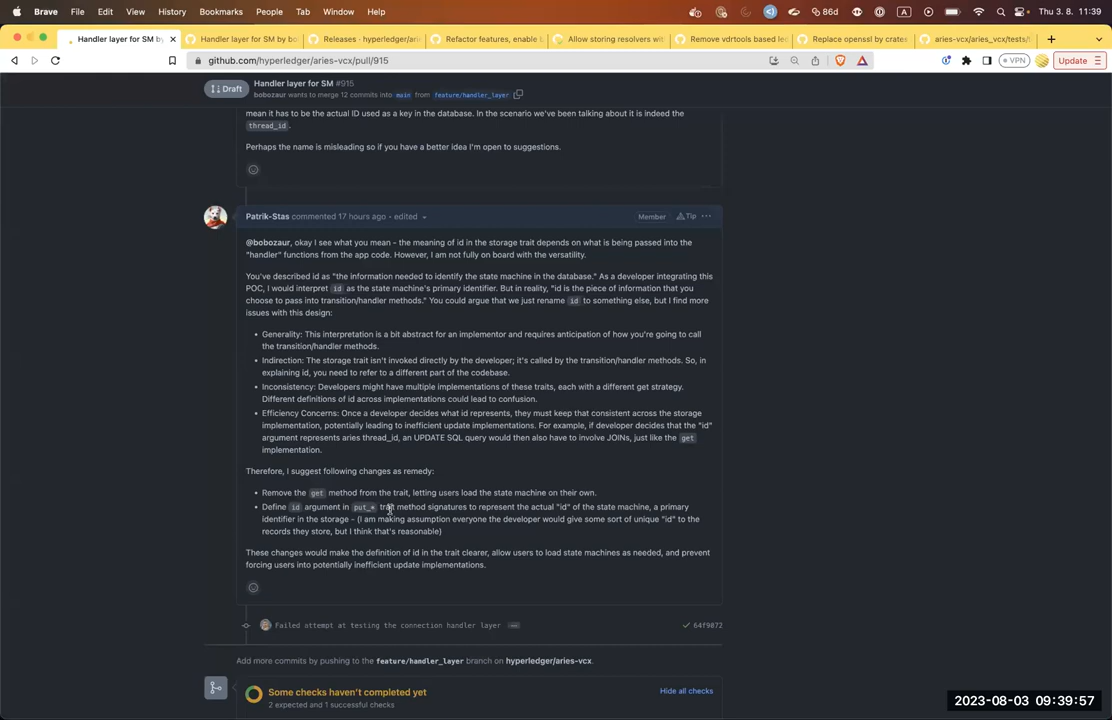 Brave File Edit View History Bookmarks People Tab Window Help 86d A Thu 3. 8. 11:39
Handler layer for SM by bo Handler layer for SM by bo Releases · hyperledger/arie Refactor features, enable Allow storing resolvers wit Remove vdrtools based led Replace openssl by crates aries-vcx/aries_vcx/tests/t
github.com/hyperledger/aries-vcx/pull/915 VPN Update
Draft Handler layer for SM #915
bobozaur wants to merge 12 commits into main from feature/handler_layer
mean it has to be the actual ID used as a key in the database. In the scenario we've been talking about it is indeed the
thread_id.
Perhaps the name is misleading so if you have a better idea I'm open to suggestions.
Patrik-Stas commented 17 hours ago · edited Member Tip ···
@bobozaur, okay I see what you mean - the meaning of id in the storage trait depends on what is being passed into the
"handler" functions from the app code. However, I am not fully on board with the versatility.
You've described id as "the information needed to identify the state machine in the database." As a developer integrating this
POC, I would interpret id as the state machine's primary identifier. But in reality, "id is the piece of information that you
choose to pass into transition/handler methods." You could argue that we just rename id to something else, but I find more
issues with this design:
• Generality: This interpretation is a bit abstract for an implementor and requires anticipation of how you're going to call
the transition/handler methods.
• Indirection: The storage trait isn't invoked directly by the developer; it's called by the transition/handler methods. So, in
explaining id, you need to refer to a different part of the codebase.
• Inconsistency: Developers might have multiple implementations of these traits, each with a different get strategy.
Different definitions of id across implementations could lead to confusion.
• Efficiency Concerns: Once a developer decides what id represents, they must keep that consistent across the storage
implementation, potentially leading to inefficient update implementations. For example, if developer decides that the "id"
argument represents aries thread_id, an UPDATE SQL query would then also have to involve JOINs, just like the get
implementation.
Therefore, I suggest following changes as remedy:
• Remove the get method from the trait, letting users load the state machine on their own.
• Define id argument in put_* trait method signatures to represent the actual "id" of the state machine, a primary
identifier in the storage - (I am making assumption everyone the developer would give some sort of unique "id" to the
records they store, but I think that's reasonable)
These changes would make the definition of id in the trait clearer, allow users to load state machines as needed, and prevent
forcing users into potentially inefficient update implementations.
Failed attempt at testing the connection handler layer ··· 64f9872
Add more commits by pushing to the feature/handler_layer branch on hyperledger/aries-vcx.
Some checks haven't completed yet Hide all checks
2 expected and 1 successful checks
2023-08-03 09:39:57